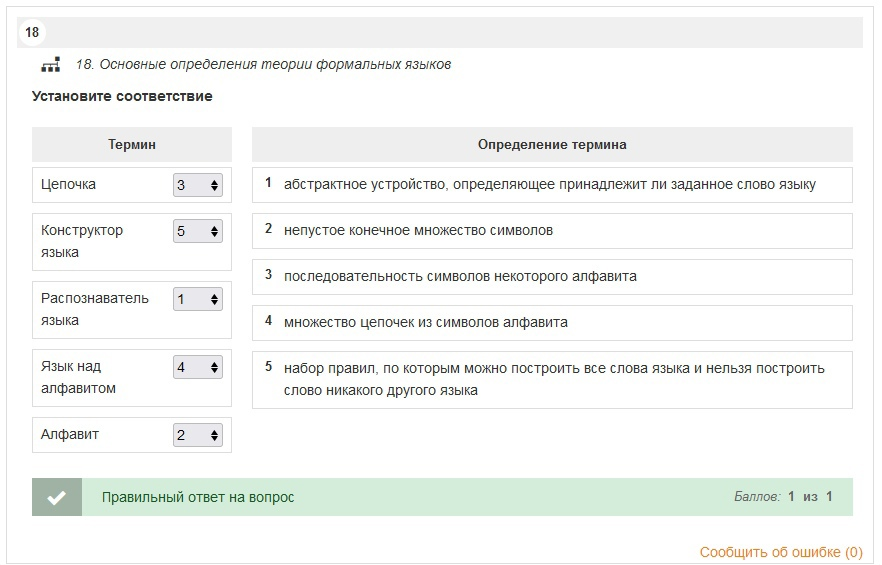 18
18. Основные определения теории формальных языков
Установите соответствие
Термин
Определение термина
Цепочка 3
1 абстрактное устройство, определяющее принадлежит ли заданное слово языку
Конструктор
языка 5
2 непустое конечное множество символов
Распознаватель
языка 1
3 последовательность символов некоторого алфавита
Язык над
алфавитом 4
4 множество цепочек из символов алфавита
Алфавит 2
5 набор правил, по которым можно построить все слова языка и нельзя построить
слово никакого другого языка
Правильный ответ на вопрос
Баллов: 1 из 1
Сообщить об ошибке (0)